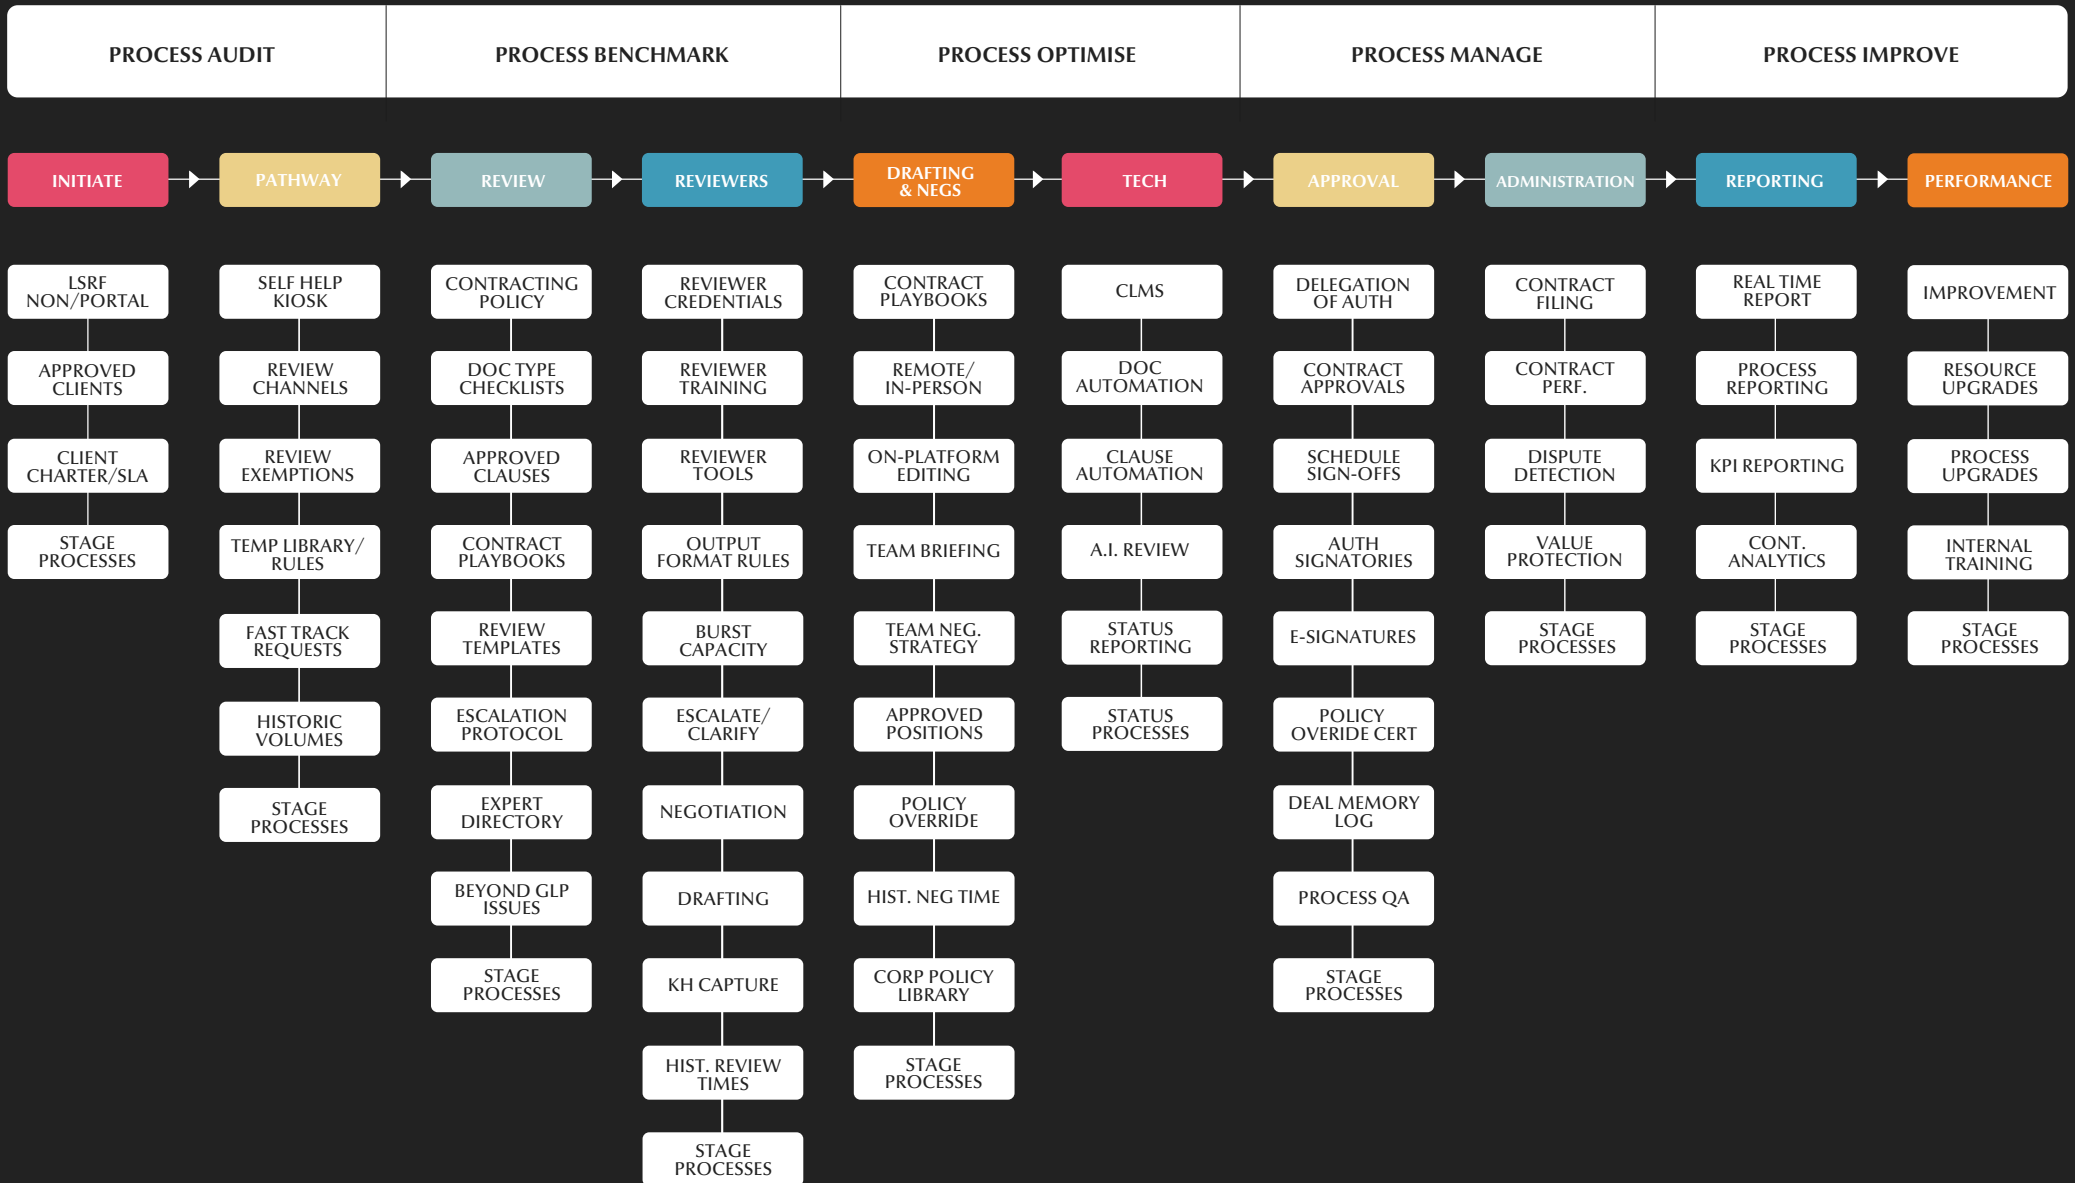 PROCESS AUDIT
PROCESS BENCHMARK
PROCESS OPTIMISE
PROCESS MANAGE
PROCESS IMPROVE
INITIATE
PATHWAY
REVIEW
REVIEWERS
DRAFTING
& NEGS
TECH
APPROVAL
ADMINISTRATION
REPORTING
PERFORMANCE
LSRF
NON/PORTAL
APPROVED
CLIENTS
CLIENT
CHARTER/SLA
STAGE
PROCESSES
SELF HELP
KIOSK
REVIEW
CHANNELS
REVIEW
EXEMPTIONS
TEMP LIBRARY/
RULES
FAST TRACK
REQUESTS
HISTORIC
VOLUMES
STAGE
PROCESSES
CONTRACTING
POLICY
DOC TYPE
CHECKLISTS
APPROVED
CLAUSES
CONTRACT
PLAYBOOKS
REVIEW
TEMPLATES
ESCALATION
PROTOCOL
EXPERT
DIRECTORY
BEYOND GLP
ISSUES
STAGE
PROCESSES
REVIEWER
CREDENTIALS
REVIEWER
TRAINING
REVIEWER
TOOLS
OUTPUT
FORMAT RULES
BURST
CAPACITY
ESCALATE/
CLARIFY
NEGOTIATION
DRAFTING
KH CAPTURE
HIST. REVIEW
TIMES
STAGE
PROCESSES
CONTRACT
PLAYBOOKS
REMOTE/
IN-PERSON
ON-PLATFORM
EDITING
TEAM BRIEFING
TEAM NEG.
STRATEGY
APPROVED
POSITIONS
POLICY
OVERRIDE
HIST. NEG TIME
CORP POLICY
LIBRARY
STAGE
PROCESSES
CLMS
DOC
AUTOMATION
CLAUSE
AUTOMATION
A.I. REVIEW
STATUS
REPORTING
STATUS
PROCESSES
DELEGATION
OF AUTH
CONTRACT
APPROVALS
SCHEDULE
SIGN-OFFS
AUTH
SIGNATORIES
E-SIGNATURES
POLICY
OVERIDE CERT
DEAL MEMORY
LOG
PROCESS QA
STAGE
PROCESSES
CONTRACT
FILING
CONTRACT
PERF.
DISPUTE
DETECTION
VALUE
PROTECTION
STAGE
PROCESSES
REAL TIME
REPORT
PROCESS
REPORTING
KPI REPORTING
CONT.
ANALYTICS
STAGE
PROCESSES
IMPROVEMENT
RESOURCE
UPGRADES
PROCESS
UPGRADES
INTERNAL
TRAINING
STAGE
PROCESSES